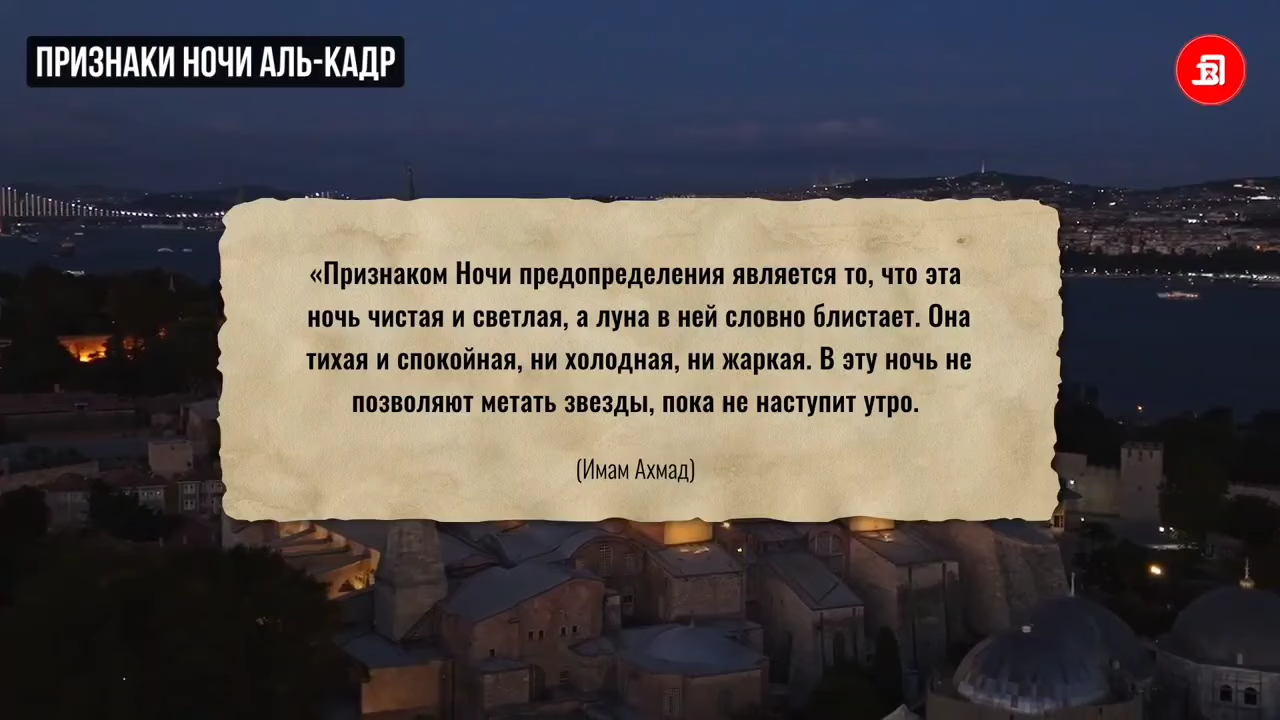 ПРИЗНАКИ НОЧИ АЛЬ-КАДР
«Признаком Ночи предопределения является то, что эта
ночь чистая и светлая, а луна в ней словно блистает. Она
тихая и спокойная, ни холодная, ни жаркая. В эту ночь не
позволяют метать звезды, пока не наступит утро.
(Имам Ахмад)